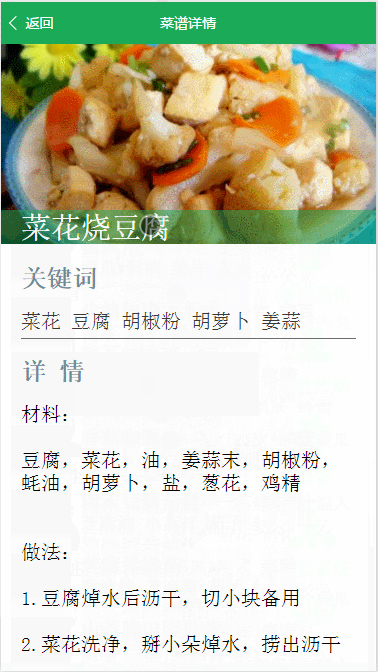 返回
菜谱详情
菜花烧豆腐
关键词
菜花 豆腐 胡椒粉 胡萝卜 姜蒜
详 情
材料：
豆腐，菜花，油，姜蒜末，胡椒粉，
蚝油，胡萝卜，盐，葱花，鸡精
做法：
1.豆腐焯水后沥干，切小块备用
2.菜花洗净，掰小朵焯水，捞出沥干